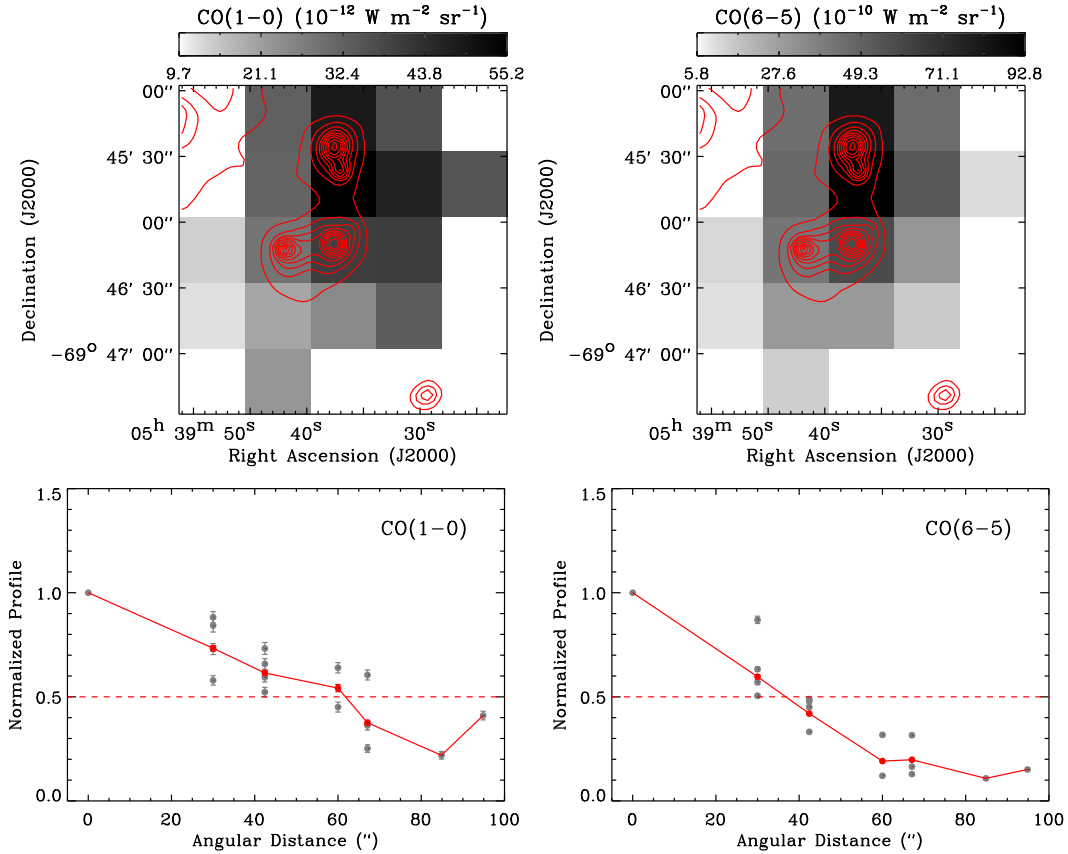 CO(1−0) (10⁻¹² W m⁻² sr⁻¹)
9.7 21.1 32.4 43.8 55.2
00″
45′ 30″
00″
46′ 30″
−69° 47′ 00″
Declination (J2000)
05ʰ 39ᵐ 50ˢ 40ˢ 30ˢ
Right Ascension (J2000)
CO(6−5) (10⁻¹⁰ W m⁻² sr⁻¹)
5.8 27.6 49.3 71.1 92.8
00″
45′ 30″
00″
46′ 30″
−69° 47′ 00″
Declination (J2000)
05ʰ 39ᵐ 50ˢ 40ˢ 30ˢ
Right Ascension (J2000)
CO(1−0)
1.5
1.0
0.5
0.0
Normalized Profile
0 20 40 60 80 100
Angular Distance (″)
CO(6−5)
1.5
1.0
0.5
0.0
Normalized Profile
0 20 40 60 80 100
Angular Distance (″)